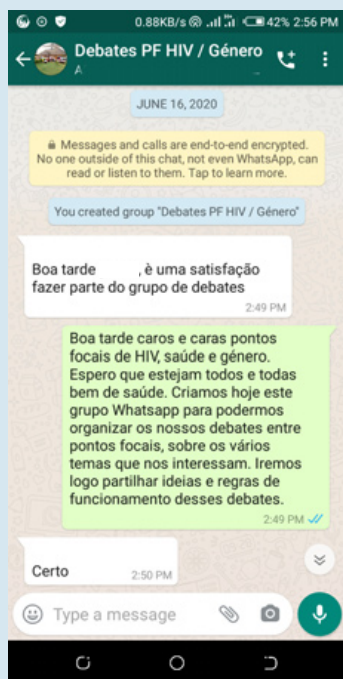 0.88KB/s 42% 2:56 PM
Debates PF HIV / Género
A
JUNE 16, 2020
Messages and calls are end-to-end encrypted.
No one outside of this chat, not even WhatsApp, can
read or listen to them. Tap to learn more.
You created group "Debates PF HIV / Género"
Boa tarde , è uma satisfação
fazer parte do grupo de debates
2:49 PM
Boa tarde caros e caras pontos
focais de HIV, saúde e género.
Espero que estejam todos e todas
bem de saúde. Criamos hoje este
grupo Whatsapp para podermos
organizar os nossos debates entre
pontos focais, sobre os vários
temas que nos interessam. Iremos
logo partilhar ideias e regras de
funcionamento desses debates.
2:49 PM
Certo
2:50 PM
Type a message